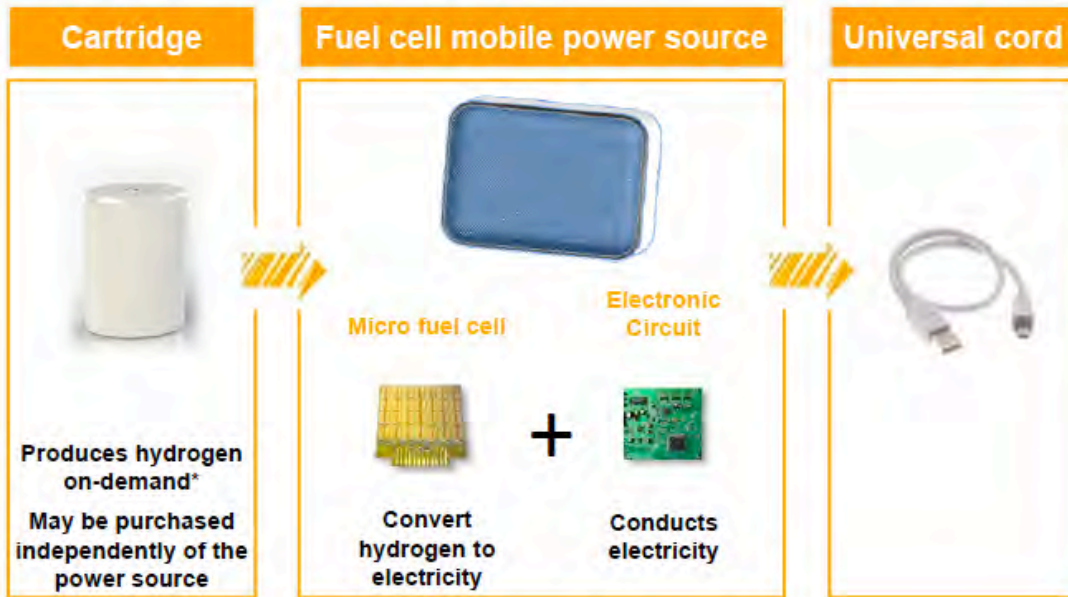 Cartridge
Fuel cell mobile power source
Universal cord
Produces hydrogen
on-demand*
May be purchased
independently of the
power source
Micro fuel cell
Electronic
Circuit
+
Convert
hydrogen to
electricity
Conducts
electricity